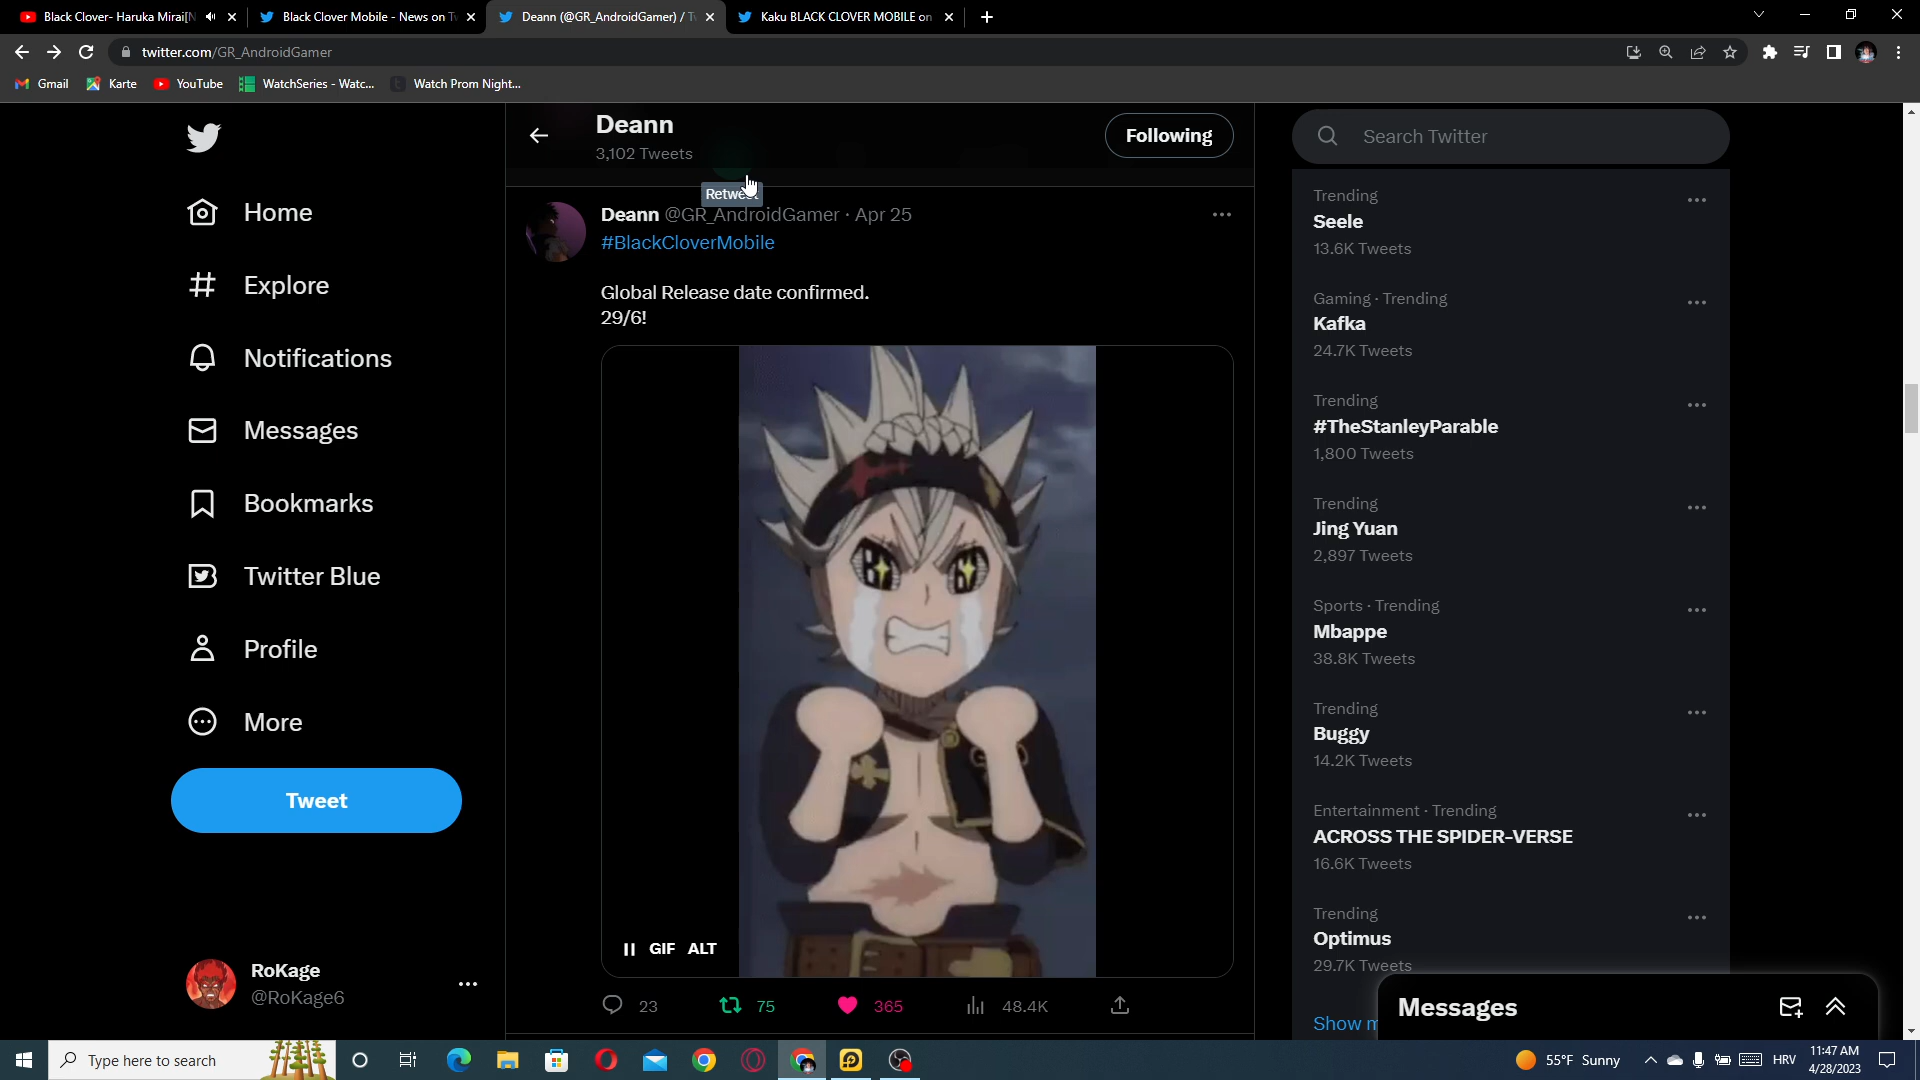 Black Clover- Haruka Mirai[N
Black Clover Mobile - News on Tw
Deann (@GR_AndroidGamer) / Tw
Kaku BLACK CLOVER MOBILE on
twitter.com/GR_AndroidGamer
Gmail
Karte
YouTube
WatchSeries - Watc...
Watch Prom Night...
Home
Explore
Notifications
Messages
Bookmarks
Twitter Blue
Profile
More
Tweet
RoKage
@RoKage6
Deann
3,102 Tweets
Following
Deann @GR_AndroidGamer · Apr 25
#BlackCloverMobile
Global Release date confirmed.
29/6!
GIF ALT
23
75
365
48.4K
Search Twitter
Trending
Seele
13.6K Tweets
Gaming · Trending
Kafka
24.7K Tweets
Trending
#TheStanleyParable
1,800 Tweets
Trending
Jing Yuan
2,897 Tweets
Sports · Trending
Mbappe
38.8K Tweets
Trending
Buggy
14.2K Tweets
Entertainment · Trending
ACROSS THE SPIDER-VERSE
16.6K Tweets
Trending
Optimus
29.7K Tweets
Show
Messages
Type here to search
55°F Sunny
HRV
11:47 AM
4/28/2023